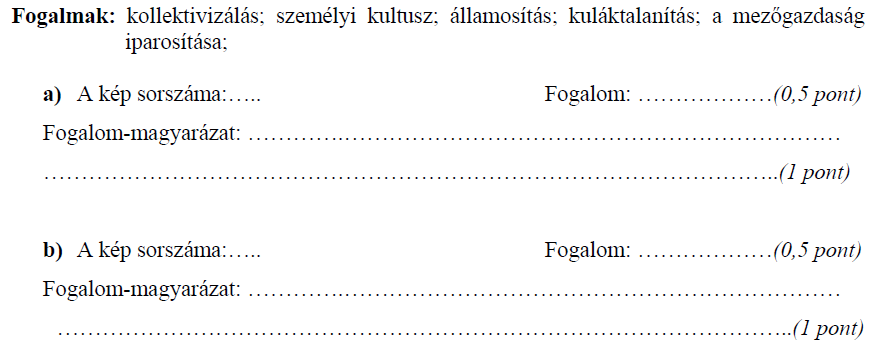 Fogalmak: kollektivizálás; személyi kultusz; államosítás; kuláktalanítás; a mezőgazdaság
iparosítása;
a) A kép sorszáma:….. Fogalom: ………………(0,5 pont)
Fogalom-magyarázat: ………….…………………………………………………………
……………………………………………………………………………………..(1 pont)
b) A kép sorszáma:….. Fogalom: ………………(0,5 pont)
Fogalom-magyarázat: ………….…………………………………………………………
……………………………………………………………………………………..(1 pont)